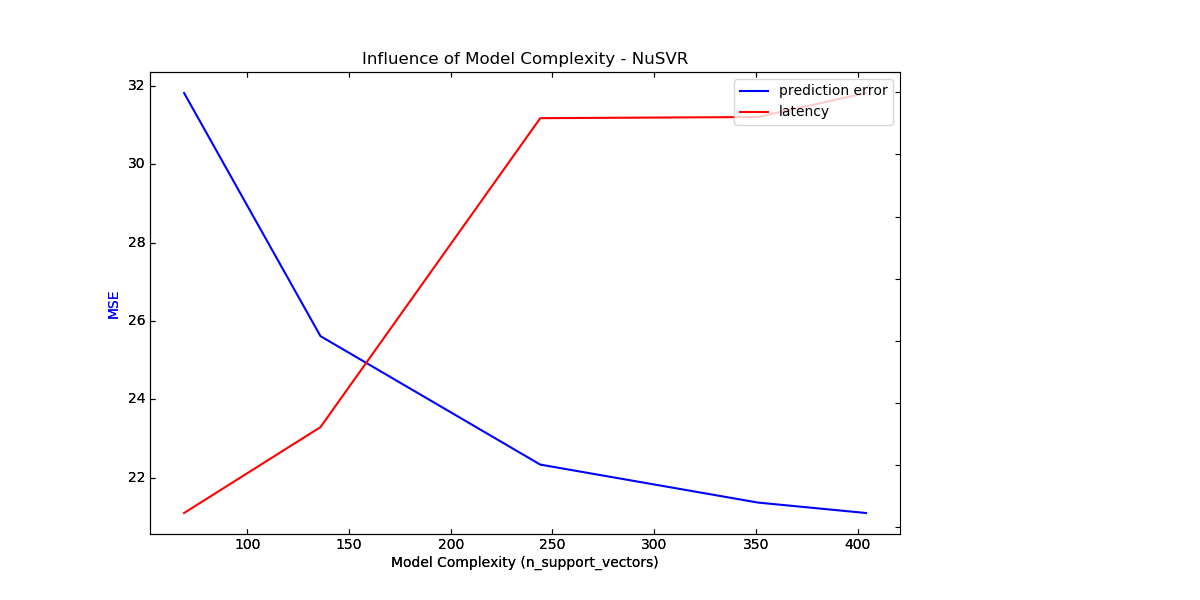 Influence of Model Complexity - NuSVR
prediction error
latency
32
30
28
26
24
22
MSE
100 150 200 250 300 350 400
Model Complexity (n_support_vectors)